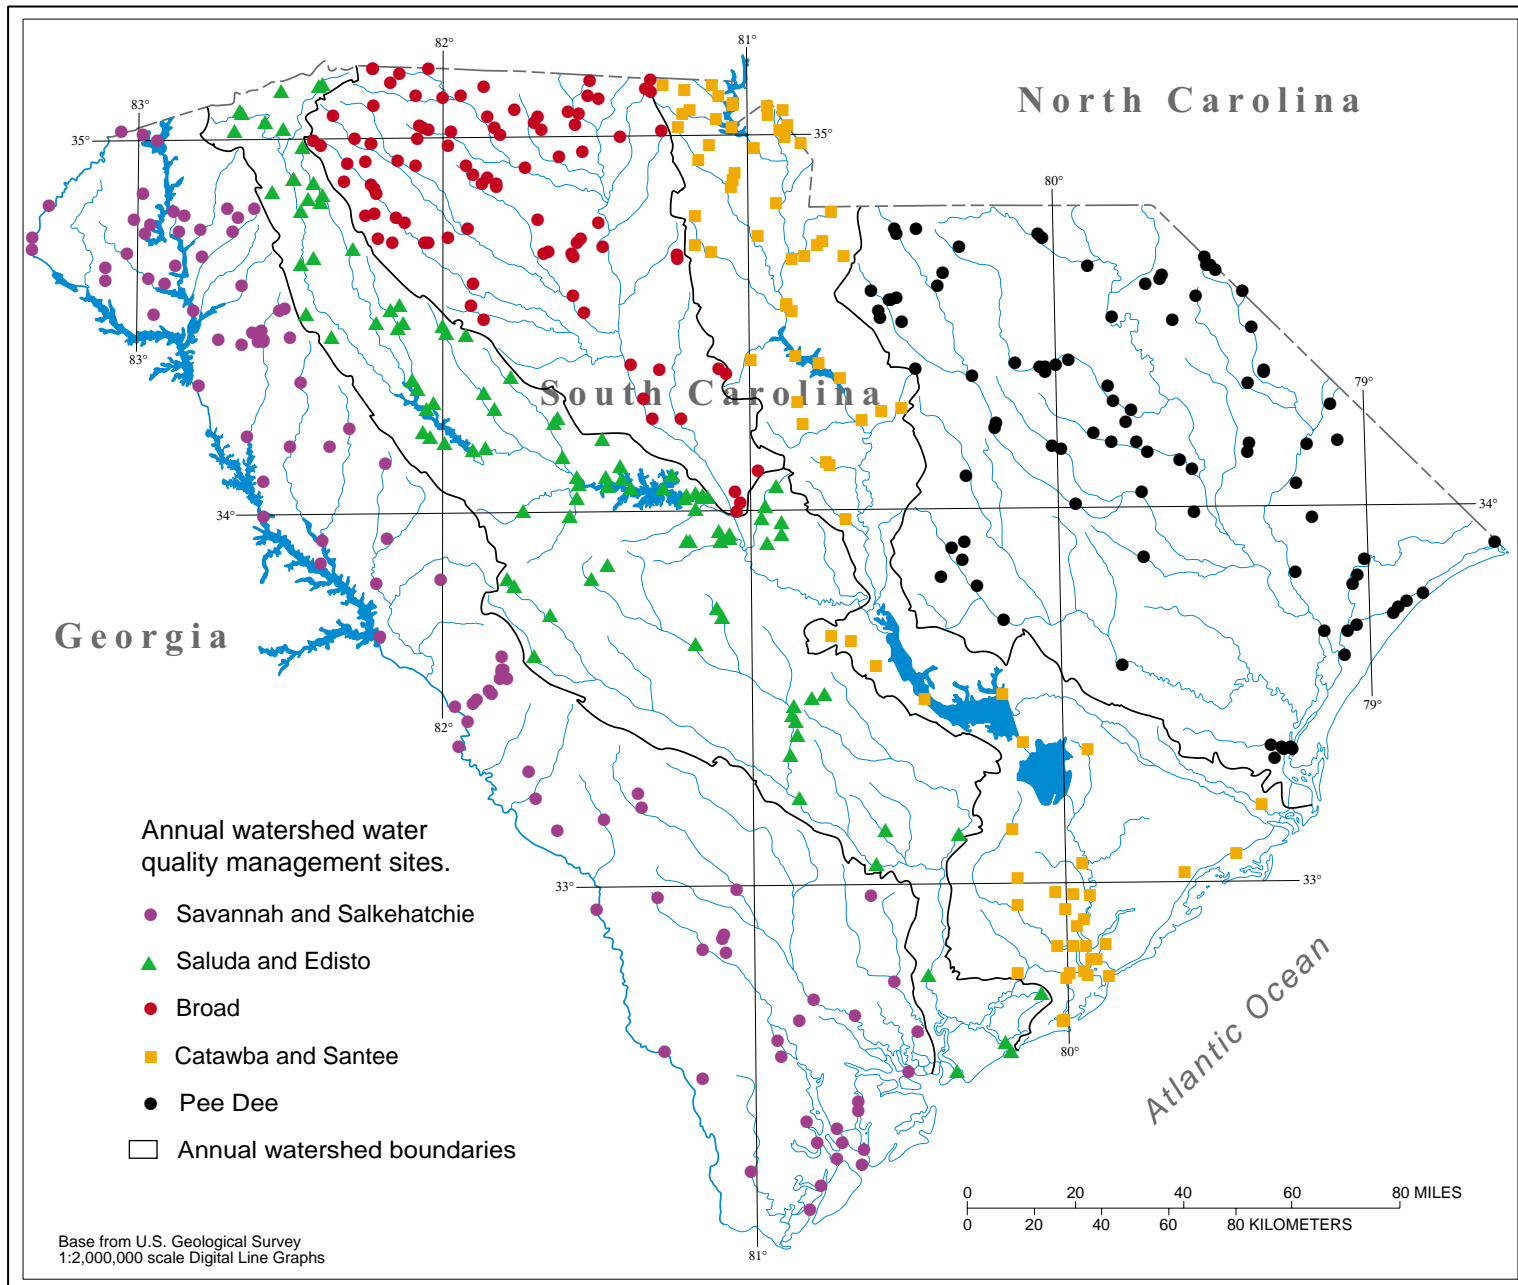 82°
81°
North Carolina
83°
35°
35°
80°
83°
79°
South Carolina
34°
34°
Georgia
79°
82°
Annual watershed water
quality management sites.
33°
33°
Savannah and Salkehatchie
Saluda and Edisto
Broad
Catawba and Santee
80°
Atlantic Ocean
Pee Dee
Annual watershed boundaries
0 20 40 60 80 MILES
0 20 40 60 80 KILOMETERS
81°
Base from U.S. Geological Survey
1:2,000,000 scale Digital Line Graphs